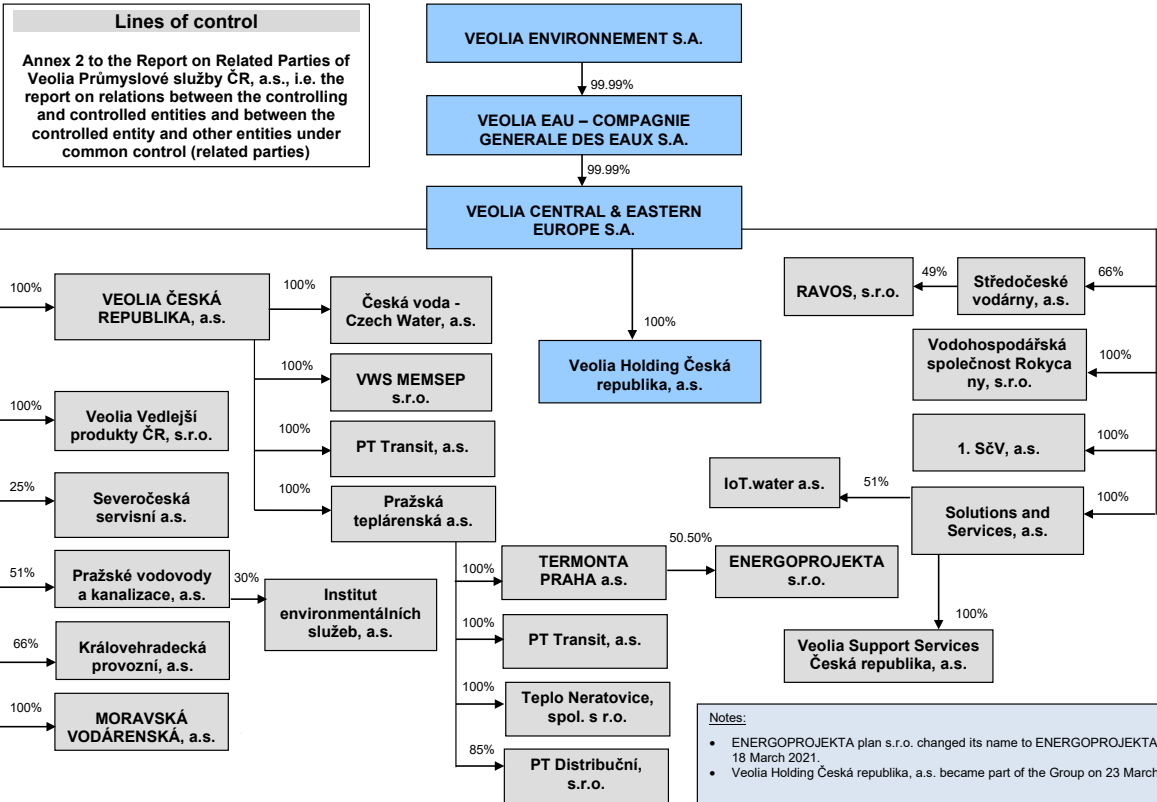 Lines of control
Annex 2 to the Report on Related Parties of
Veolia Průmyslové služby ČR, a.s., i.e. the
report on relations between the controlling
and controlled entities and between the
controlled entity and other entities under
common control (related parties)
VEOLIA ENVIRONNEMENT S.A.
99.99%
VEOLIA EAU – COMPAGNIE
GENERALE DES EAUX S.A.
99.99%
VEOLIA CENTRAL & EASTERN
EUROPE S.A.
100%
Veolia Holding Česká
republika, a.s.
100%
VEOLIA ČESKÁ
REPUBLIKA, a.s.
100%
Česká voda -
Czech Water, a.s.
100%
VWS MEMSEP
s.r.o.
100%
PT Transit, a.s.
100%
Pražská
teplárenská a.s.
100%
Veolia Vedlejší
produkty ČR, s.r.o.
25%
Severočeská
servisní a.s.
51%
Pražské vodovody
a kanalizace, a.s.
30%
Institut
environmentálních
služeb, a.s.
66%
Královehradecká
provozní, a.s.
100%
MORAVSKÁ
VODÁRENSKÁ, a.s.
100%
TERMONTA
PRAHA a.s.
50.50%
ENERGOPROJEKTA
s.r.o.
100%
PT Transit, a.s.
100%
Teplo Neratovice,
spol. s r.o.
85%
PT Distribuční,
s.r.o.
RAVOS, s.r.o.
49%
Středočeské
vodárny, a.s.
66%
Vodohospodářská
společnost Rokyca
ny, s.r.o.
100%
1. SčV, a.s.
100%
IoT.water a.s.
51%
Solutions and
Services, a.s.
100%
100%
Veolia Support Services
Česká republika, a.s.
Notes:
• ENERGOPROJEKTA plan s.r.o. changed its name to ENERGOPROJEKTA
18 March 2021.
• Veolia Holding Česká republika, a.s. became part of the Group on 23 March